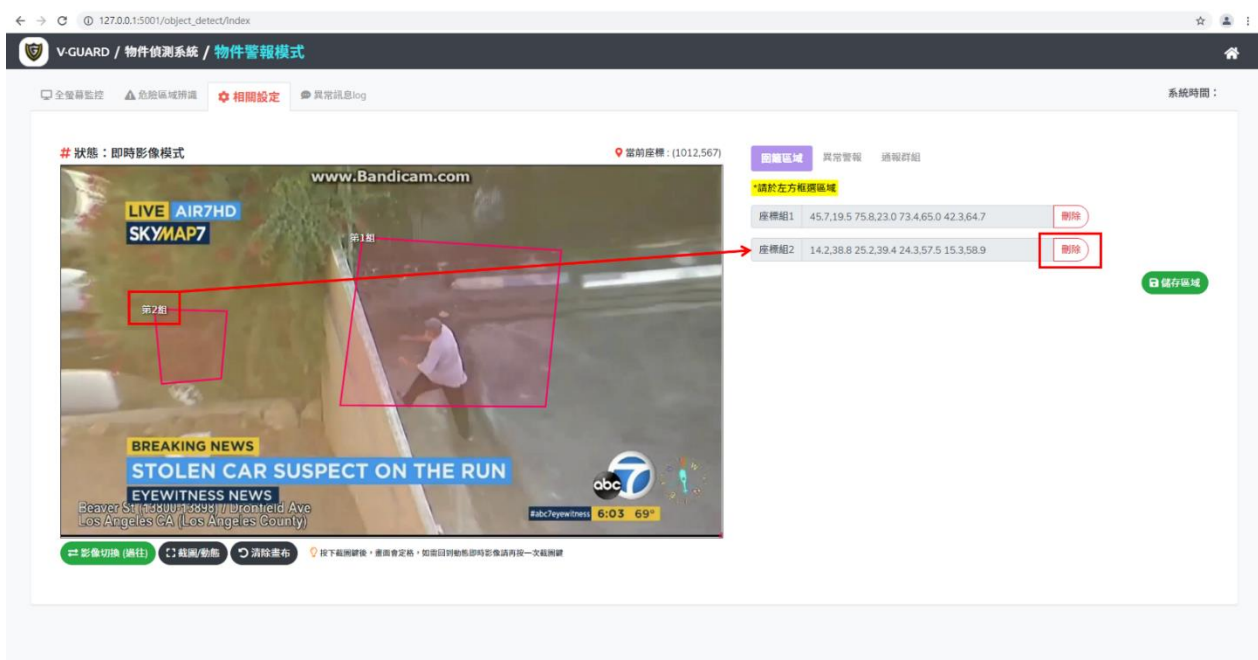 127.0.0.1:5001/object_detect/Index
V-GUARD / 物件偵測系統 / 物件警報模式
全螢幕監控 危險區域辨識 相關設定 異常訊息log
系統時間：
# 狀態：即時影像模式
當前座標 : (1012,567)
圍籬區域 異常警報 通報群組
*請於左方框選區域
座標組1 45.7,19.5 75.8,23.0 73.4,65.0 42.3,64.7 刪除
座標組2 14.2,38.8 25.2,39.4 24.3,57.5 15.3,58.9 刪除
儲存區域
www.Bandicam.com
LIVE AIR7HD
SKYMAP7
第1組
第2組
BREAKING NEWS
STOLEN CAR SUSPECT ON THE RUN
EYEWITNESS NEWS
abc 7
Beaver St (13800-13898) / Dronfield Ave
Los Angeles CA (Los Angeles County)
#abc7eyewitness 6:03 69°
影像切換 (過往) 截圖/動態 清除畫布
按下截圖鍵後，畫面會定格，如需回到動態即時影像請再按一次截圖鍵